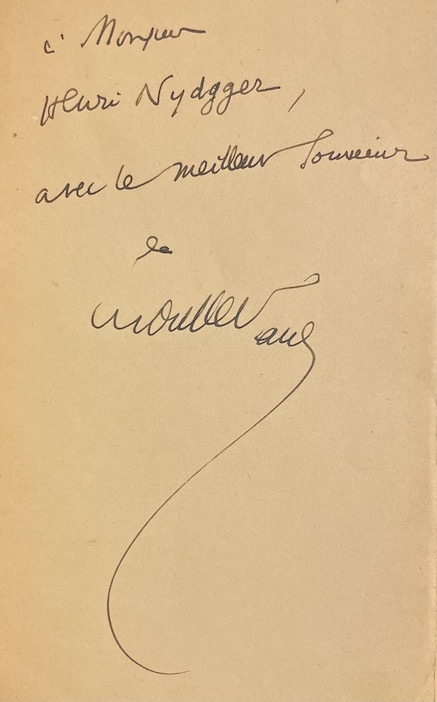 à Monsieur
Henri Nydgger,
avec le meilleur Souvenir
de